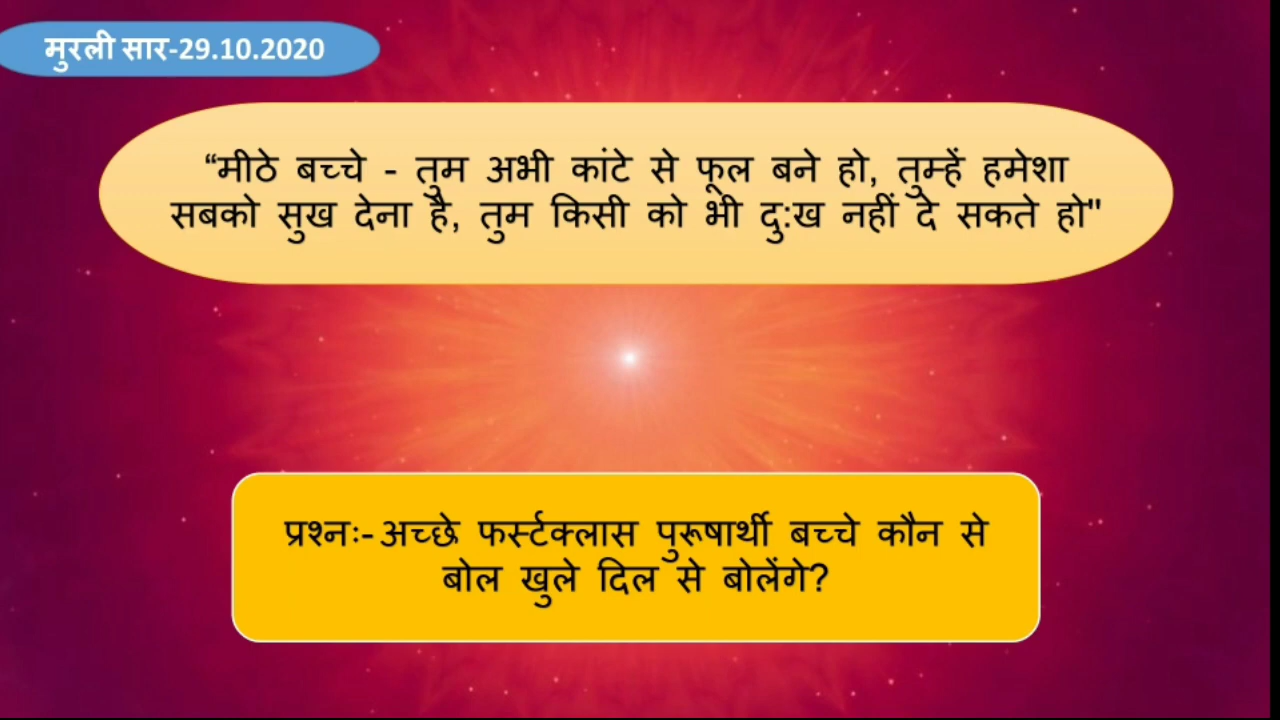 मुरली सार-29.10.2020
“मीठे बच्चे - तुम अभी कांटे से फूल बने हो, तुम्हें हमेशा
सबको सुख देना है, तुम किसी को भी दु:ख नहीं दे सकते हो"
प्रश्नः-अच्छे फर्स्टक्लास पुरूषार्थी बच्चे कौन से
बोल खुले दिल से बोलेंगे?